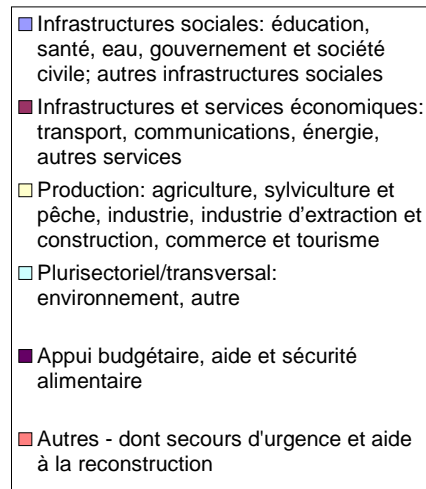 Infrastructures sociales: éducation,
santé, eau, gouvernement et société
civile; autres infrastructures sociales
Infrastructures et services économiques:
transport, communications, énergie,
autres services
Production: agriculture, sylviculture et
pêche, industrie, industrie d'extraction et
construction, commerce et tourisme
Plurisectoriel/transversal:
environnement, autre
Appui budgétaire, aide et sécurité
alimentaire
Autres - dont secours d'urgence et aide
à la reconstruction